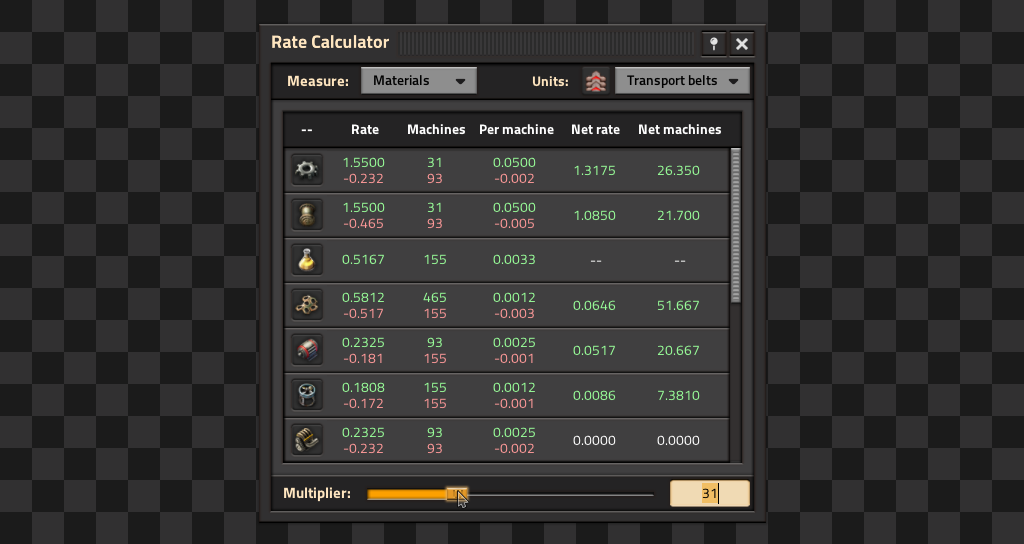 Rate Calculator
Measure: Materials Units: Transport belts
-- Rate Machines Per machine Net rate Net machines
1.5500 31 0.0500 1.3175 26.350
-0.232 93 -0.002
1.5500 31 0.0500 1.0850 21.700
-0.465 93 -0.005
0.5167 155 0.0033 -- --
0.5812 465 0.0012 0.0646 51.667
-0.517 155 -0.003
0.2325 93 0.0025 0.0517 20.667
-0.181 155 -0.001
0.1808 155 0.0012 0.0086 7.3810
-0.172 155 -0.001
0.2325 93 0.0025 0.0000 0.0000
-0.232 93 -0.002
Multiplier: 31